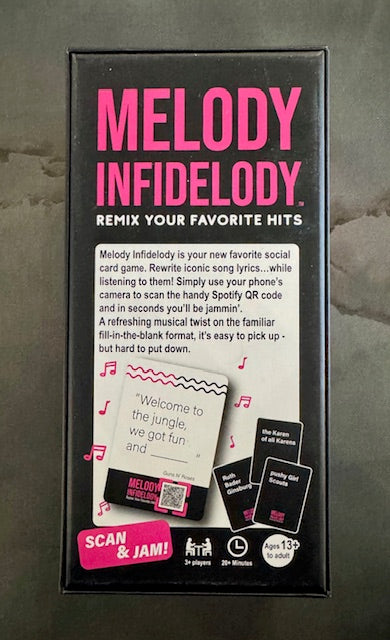 MELODY
INFIDELODY™
REMIX YOUR FAVORITE HITS
Melody Infidelody is your new favorite social
card game. Rewrite iconic song lyrics…while
listening to them! Simply use your phone's
camera to scan the handy Spotify QR code
and in seconds you'll be jammin'.
A refreshing musical twist on the familiar
fill-in-the-blank format, it's easy to pick up -
but hard to put down.
"Welcome to
the jungle,
we got fun
and ______ "
Guns N' Roses
MELODY
INFIDELODY
the Karen
of all Karens
Ruth
Bader
Ginsburg
pushy Girl
Scouts
MELODY
MELODY
SCAN
& JAM!
3+ players
20+ Minutes
Ages 13+
to adult